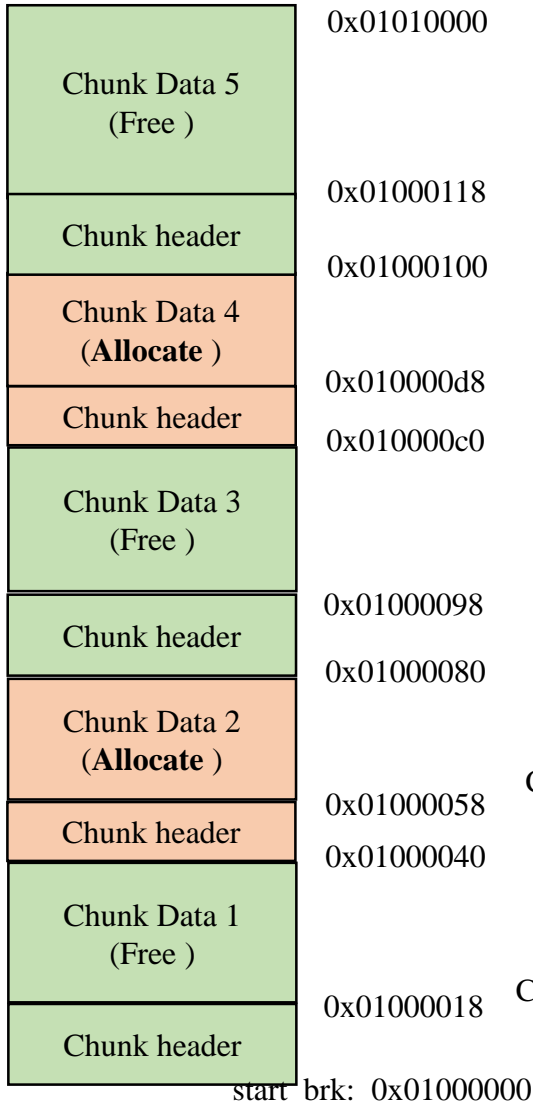 0x01010000
Chunk Data 5
(Free )
0x01000118
Chunk header
0x01000100
Chunk Data 4
(Allocate )
0x010000d8
Chunk header
0x010000c0
Chunk Data 3
(Free )
0x01000098
Chunk header
0x01000080
Chunk Data 2
(Allocate )
C
0x01000058
Chunk header
0x01000040
Chunk Data 1
(Free )
C
0x01000018
Chunk header
start brk: 0x01000000